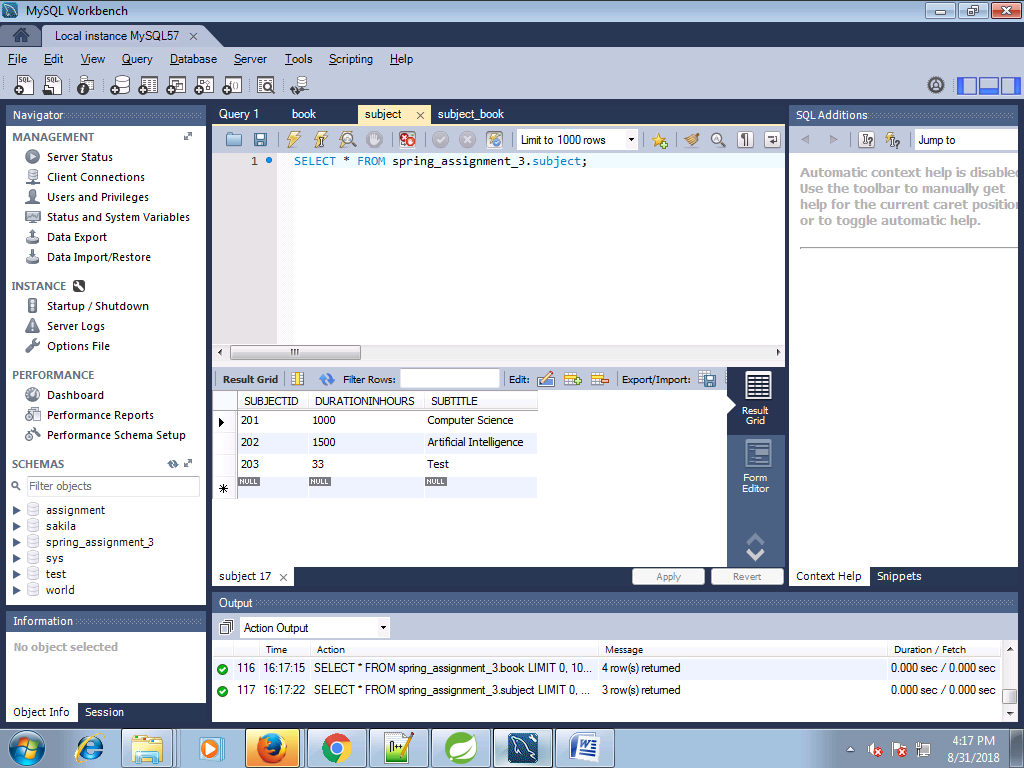 MySQL Workbench
Local instance MySQL57
File Edit View Query Database Server Tools Scripting Help
Navigator
MANAGEMENT
Server Status
Client Connections
Users and Privileges
Status and System Variables
Data Export
Data Import/Restore
INSTANCE
Startup / Shutdown
Server Logs
Options File
PERFORMANCE
Dashboard
Performance Reports
Performance Schema Setup
SCHEMAS
Filter objects
assignment
sakila
spring_assignment_3
sys
test
world
Information
No object selected
Object Info Session
Query 1 book subject subject_book
Limit to 1000 rows
1 SELECT * FROM spring_assignment_3.subject;
Result Grid Filter Rows: Edit: Export/Import:
SUBJECTID DURATIONINHOURS SUBTITLE
201 1000 Computer Science
202 1500 Artificial Intelligence
203 33 Test
NULL NULL NULL
Result
Grid
Form
Editor
subject 17 Apply Revert
SQL Additions
Jump to
Automatic context help is disabled
Use the toolbar to manually get
help for the current caret position
or to toggle automatic help.
Context Help Snippets
Output
Action Output
Time Action Message Duration / Fetch
116 16:17:15 SELECT * FROM spring_assignment_3.book LIMIT 0, 10... 4 row(s) returned 0.000 sec / 0.000 sec
117 16:17:22 SELECT * FROM spring_assignment_3.subject LIMIT 0, ... 3 row(s) returned 0.000 sec / 0.000 sec
4:17 PM
8/31/2018